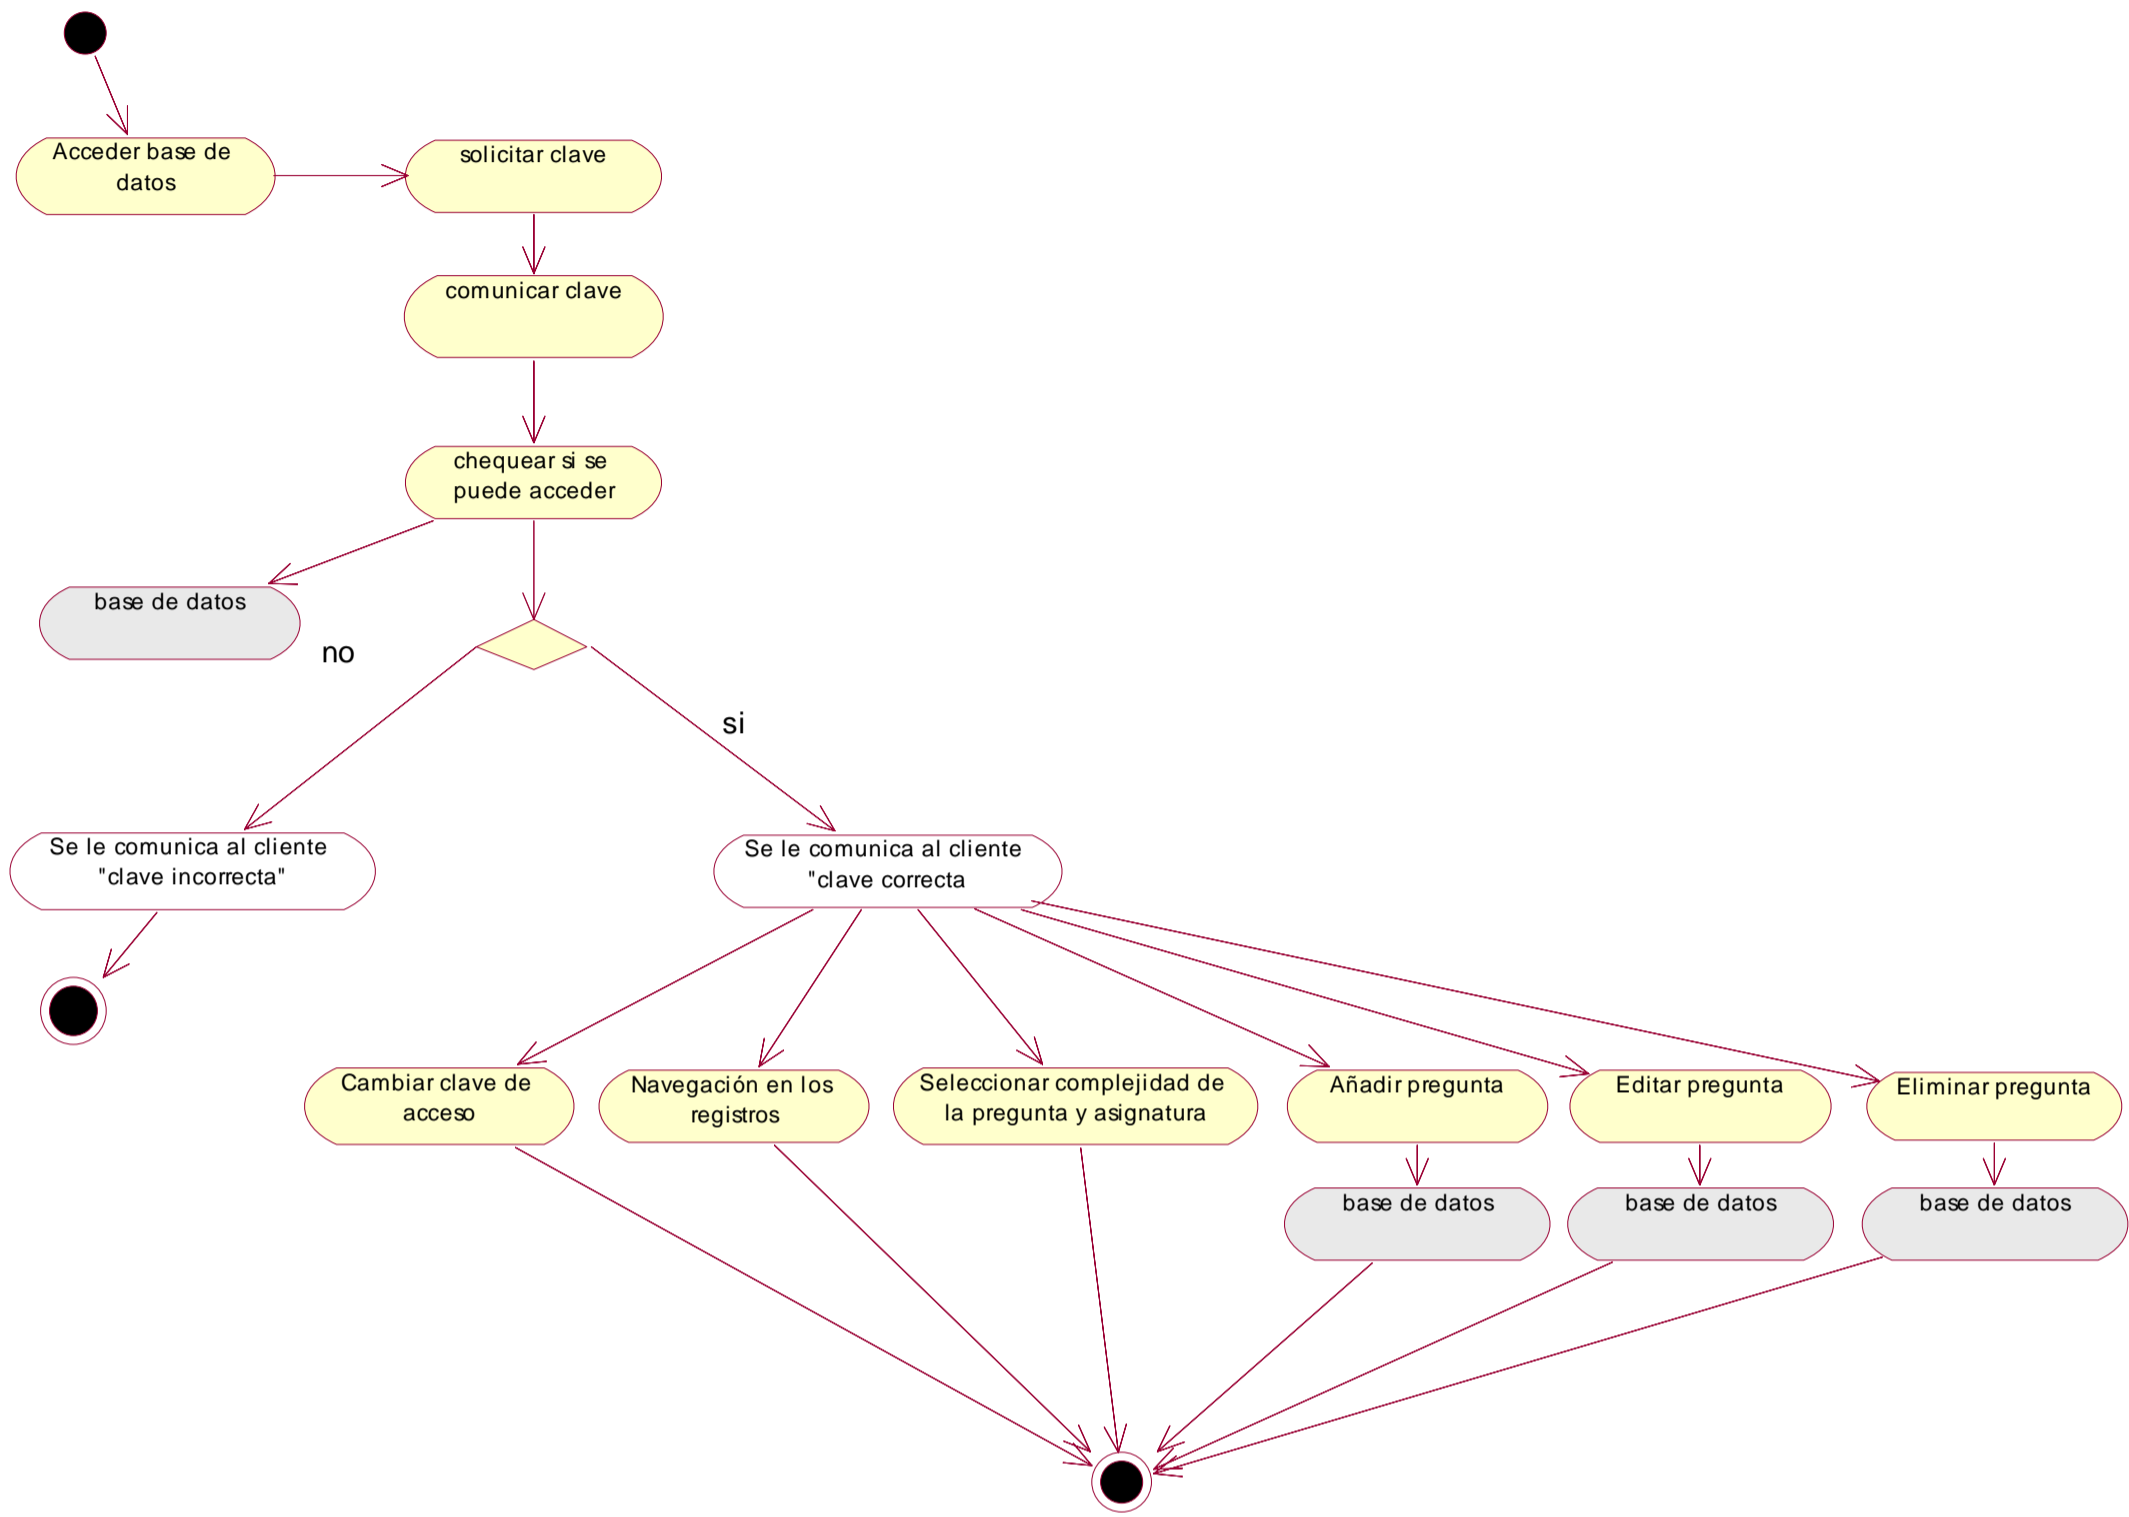 Acceder base de
datos
solicitar clave
comunicar clave
chequear si se
puede acceder
base de datos
no
si
Se le comunica al cliente
"clave incorrecta"
Se le comunica al cliente
"clave correcta
Cambiar clave de
acceso
Navegación en los
registros
Seleccionar complejidad de
la pregunta y asignatura
Añadir pregunta
Editar pregunta
Eliminar pregunta
base de datos
base de datos
base de datos